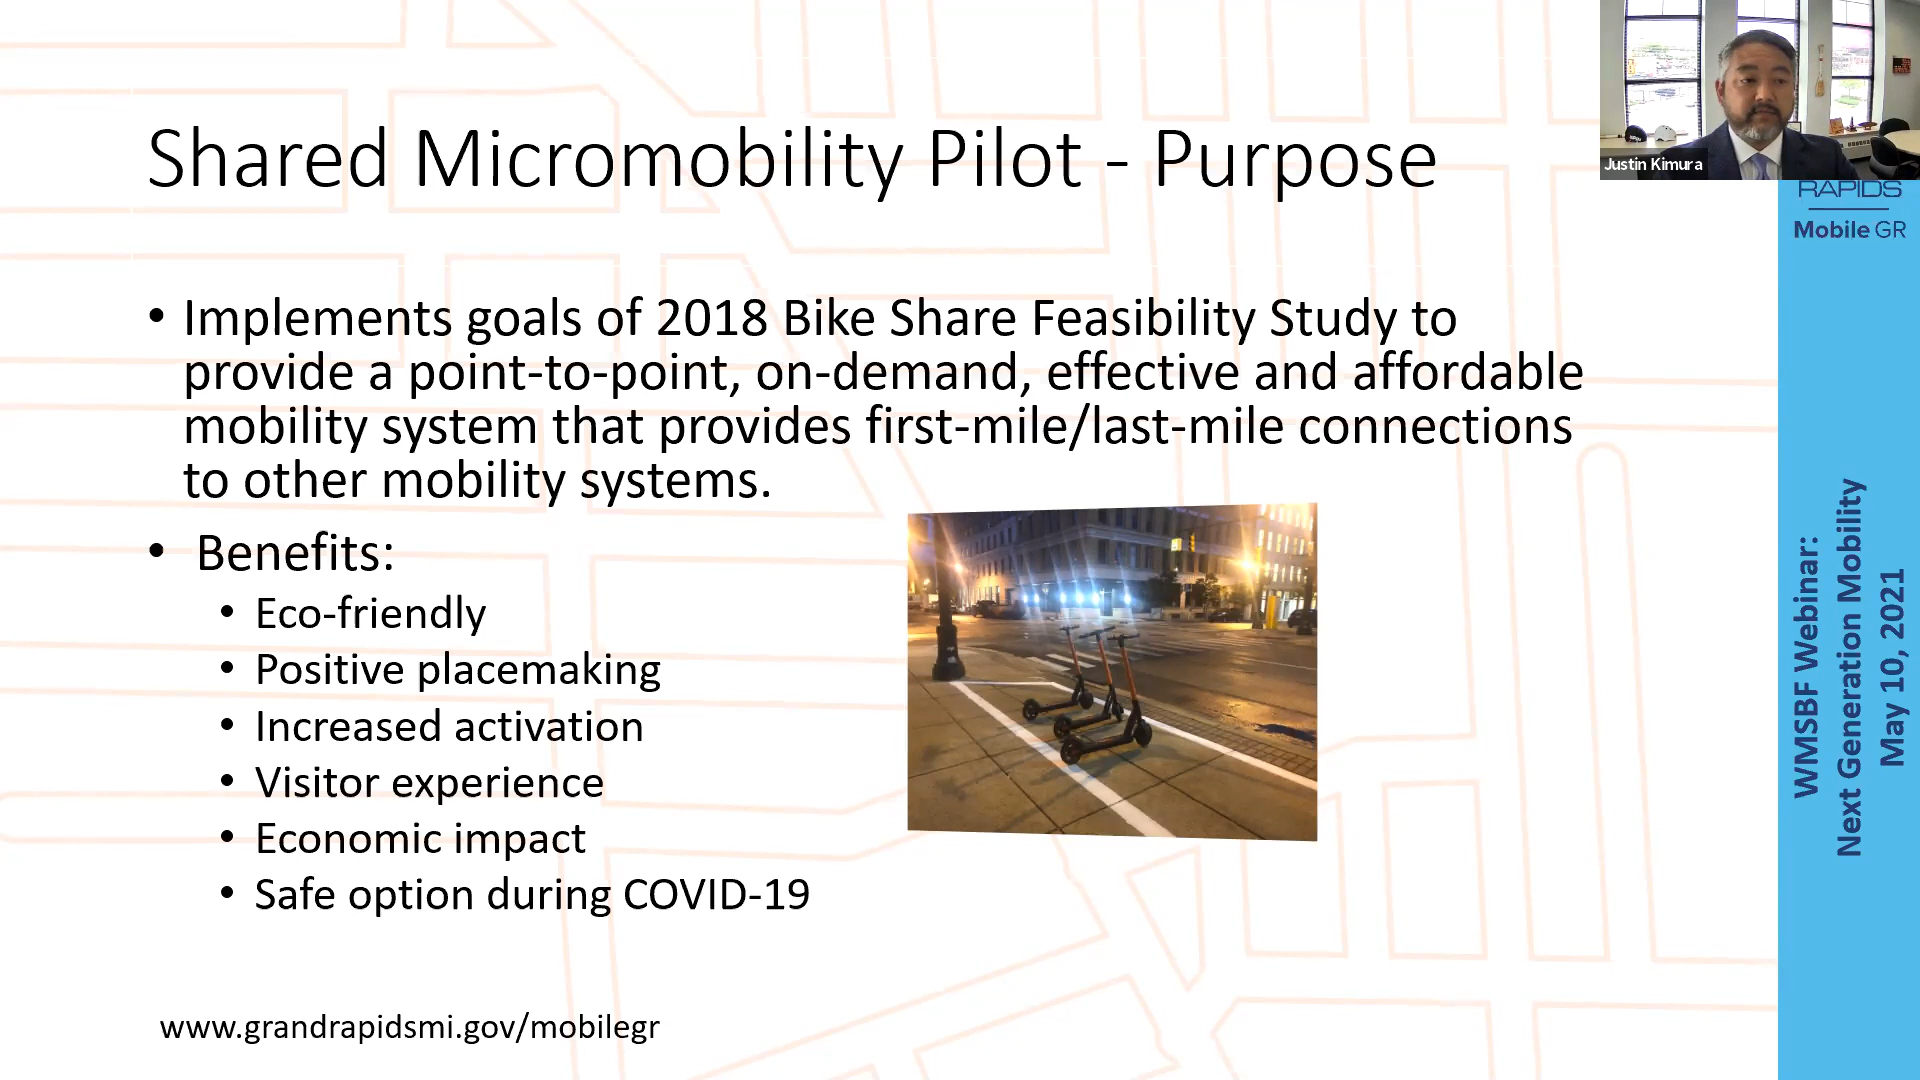 Shared Micromobility Pilot - Purpose
• Implements goals of 2018 Bike Share Feasibility Study to
provide a point-to-point, on-demand, effective and affordable
mobility system that provides first-mile/last-mile connections
to other mobility systems.
• Benefits:
• Eco-friendly
• Positive placemaking
• Increased activation
• Visitor experience
• Economic impact
• Safe option during COVID-19
www.grandrapidsmi.gov/mobilegr
Justin Kimura
RAPIDS
Mobile GR
WMSBF Webinar:
Next Generation Mobility
May 10, 2021